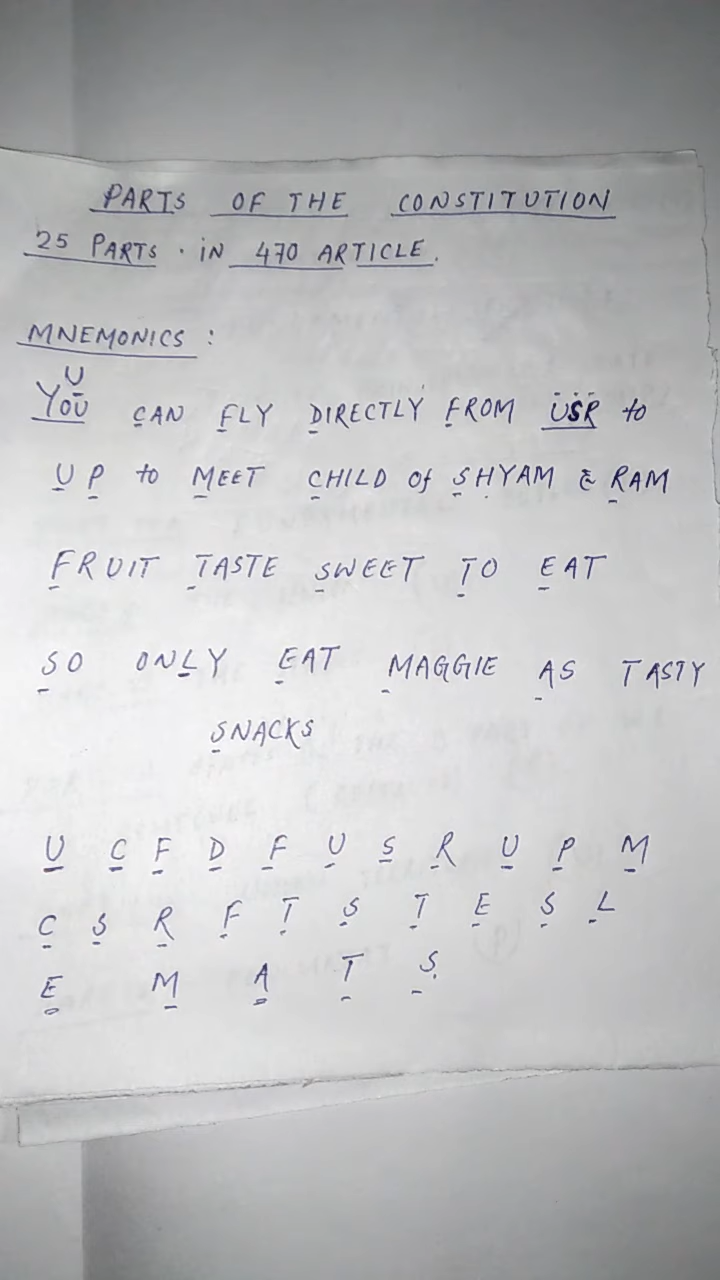 PARTS OF THE CONSTITUTION
25 PARTS . IN 470 ARTICLE.
MNEMONICS :
U
YOU CAN FLY DIRECTLY FROM USR to
UP to MEET CHILD of SHYAM & RAM
FRUIT TASTE SWEET TO EAT
SO ONLY EAT MAGGIE AS TASTY
SNACKS
U C F D F U S R U P M
C S R F T S T E S L
E M A T S